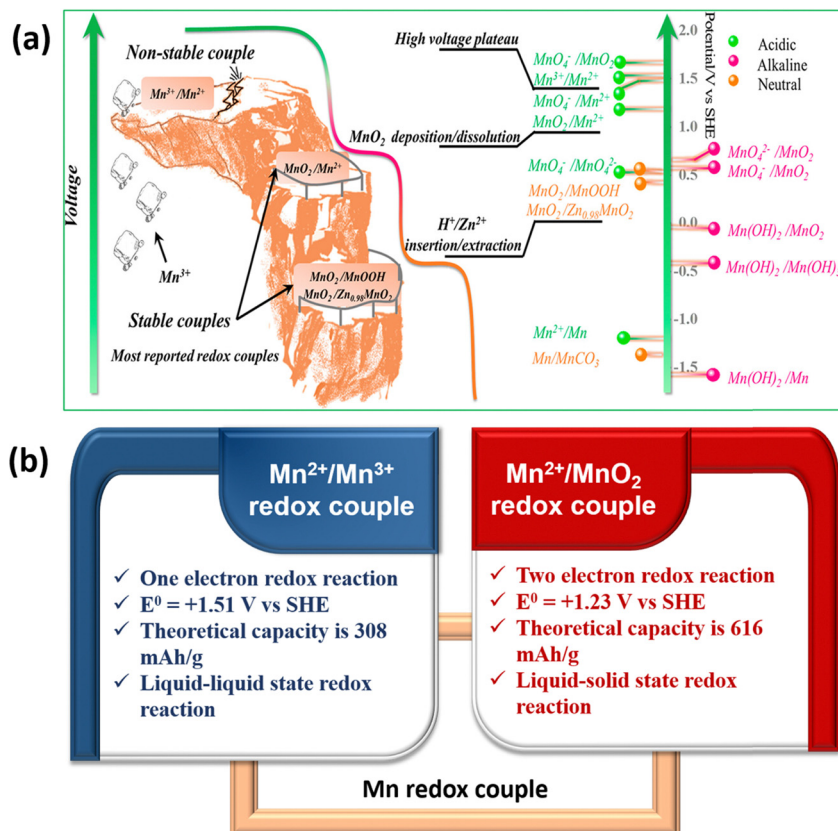 (a)
Voltage
Non-stable couple
Mn³⁺/Mn²⁺
Mn³⁺
MnO₂/Mn²⁺
MnO₂/MnOOH
MnO₂/Zn₀.₉₈MnO₂
Stable couples
Most reported redox couples
High voltage plateau
MnO₂ deposition/dissolution
H⁺/Zn²⁺
insertion/extraction
MnO₄⁻/MnO₂
Mn³⁺/Mn²⁺
MnO₄⁻/Mn²⁺
MnO₂/Mn²⁺
MnO₄⁻/MnO₄²⁻
MnO₂/MnOOH
MnO₂/Zn₀.₉₈MnO₂
Mn²⁺/Mn
Mn/MnCO₃
2.0
1.5
1.0
0.5
0.0
-0.5
-1.0
-1.5
Potential/V vs SHE
Acidic
Alkaline
Neutral
MnO₄²⁻/MnO₂
MnO₄⁻/MnO₂
Mn(OH)₂/MnO₂
Mn(OH)₂/Mn(OH)₃
Mn(OH)₂/Mn
(b)
Mn²⁺/Mn³⁺
redox couple
✓ One electron redox reaction
✓ E⁰ = +1.51 V vs SHE
✓ Theoretical capacity is 308
mAh/g
✓ Liquid-liquid state redox
reaction
Mn²⁺/MnO₂
redox couple
✓ Two electron redox reaction
✓ E⁰ = +1.23 V vs SHE
✓ Theoretical capacity is 616
mAh/g
✓ Liquid-solid state redox
reaction
Mn redox couple